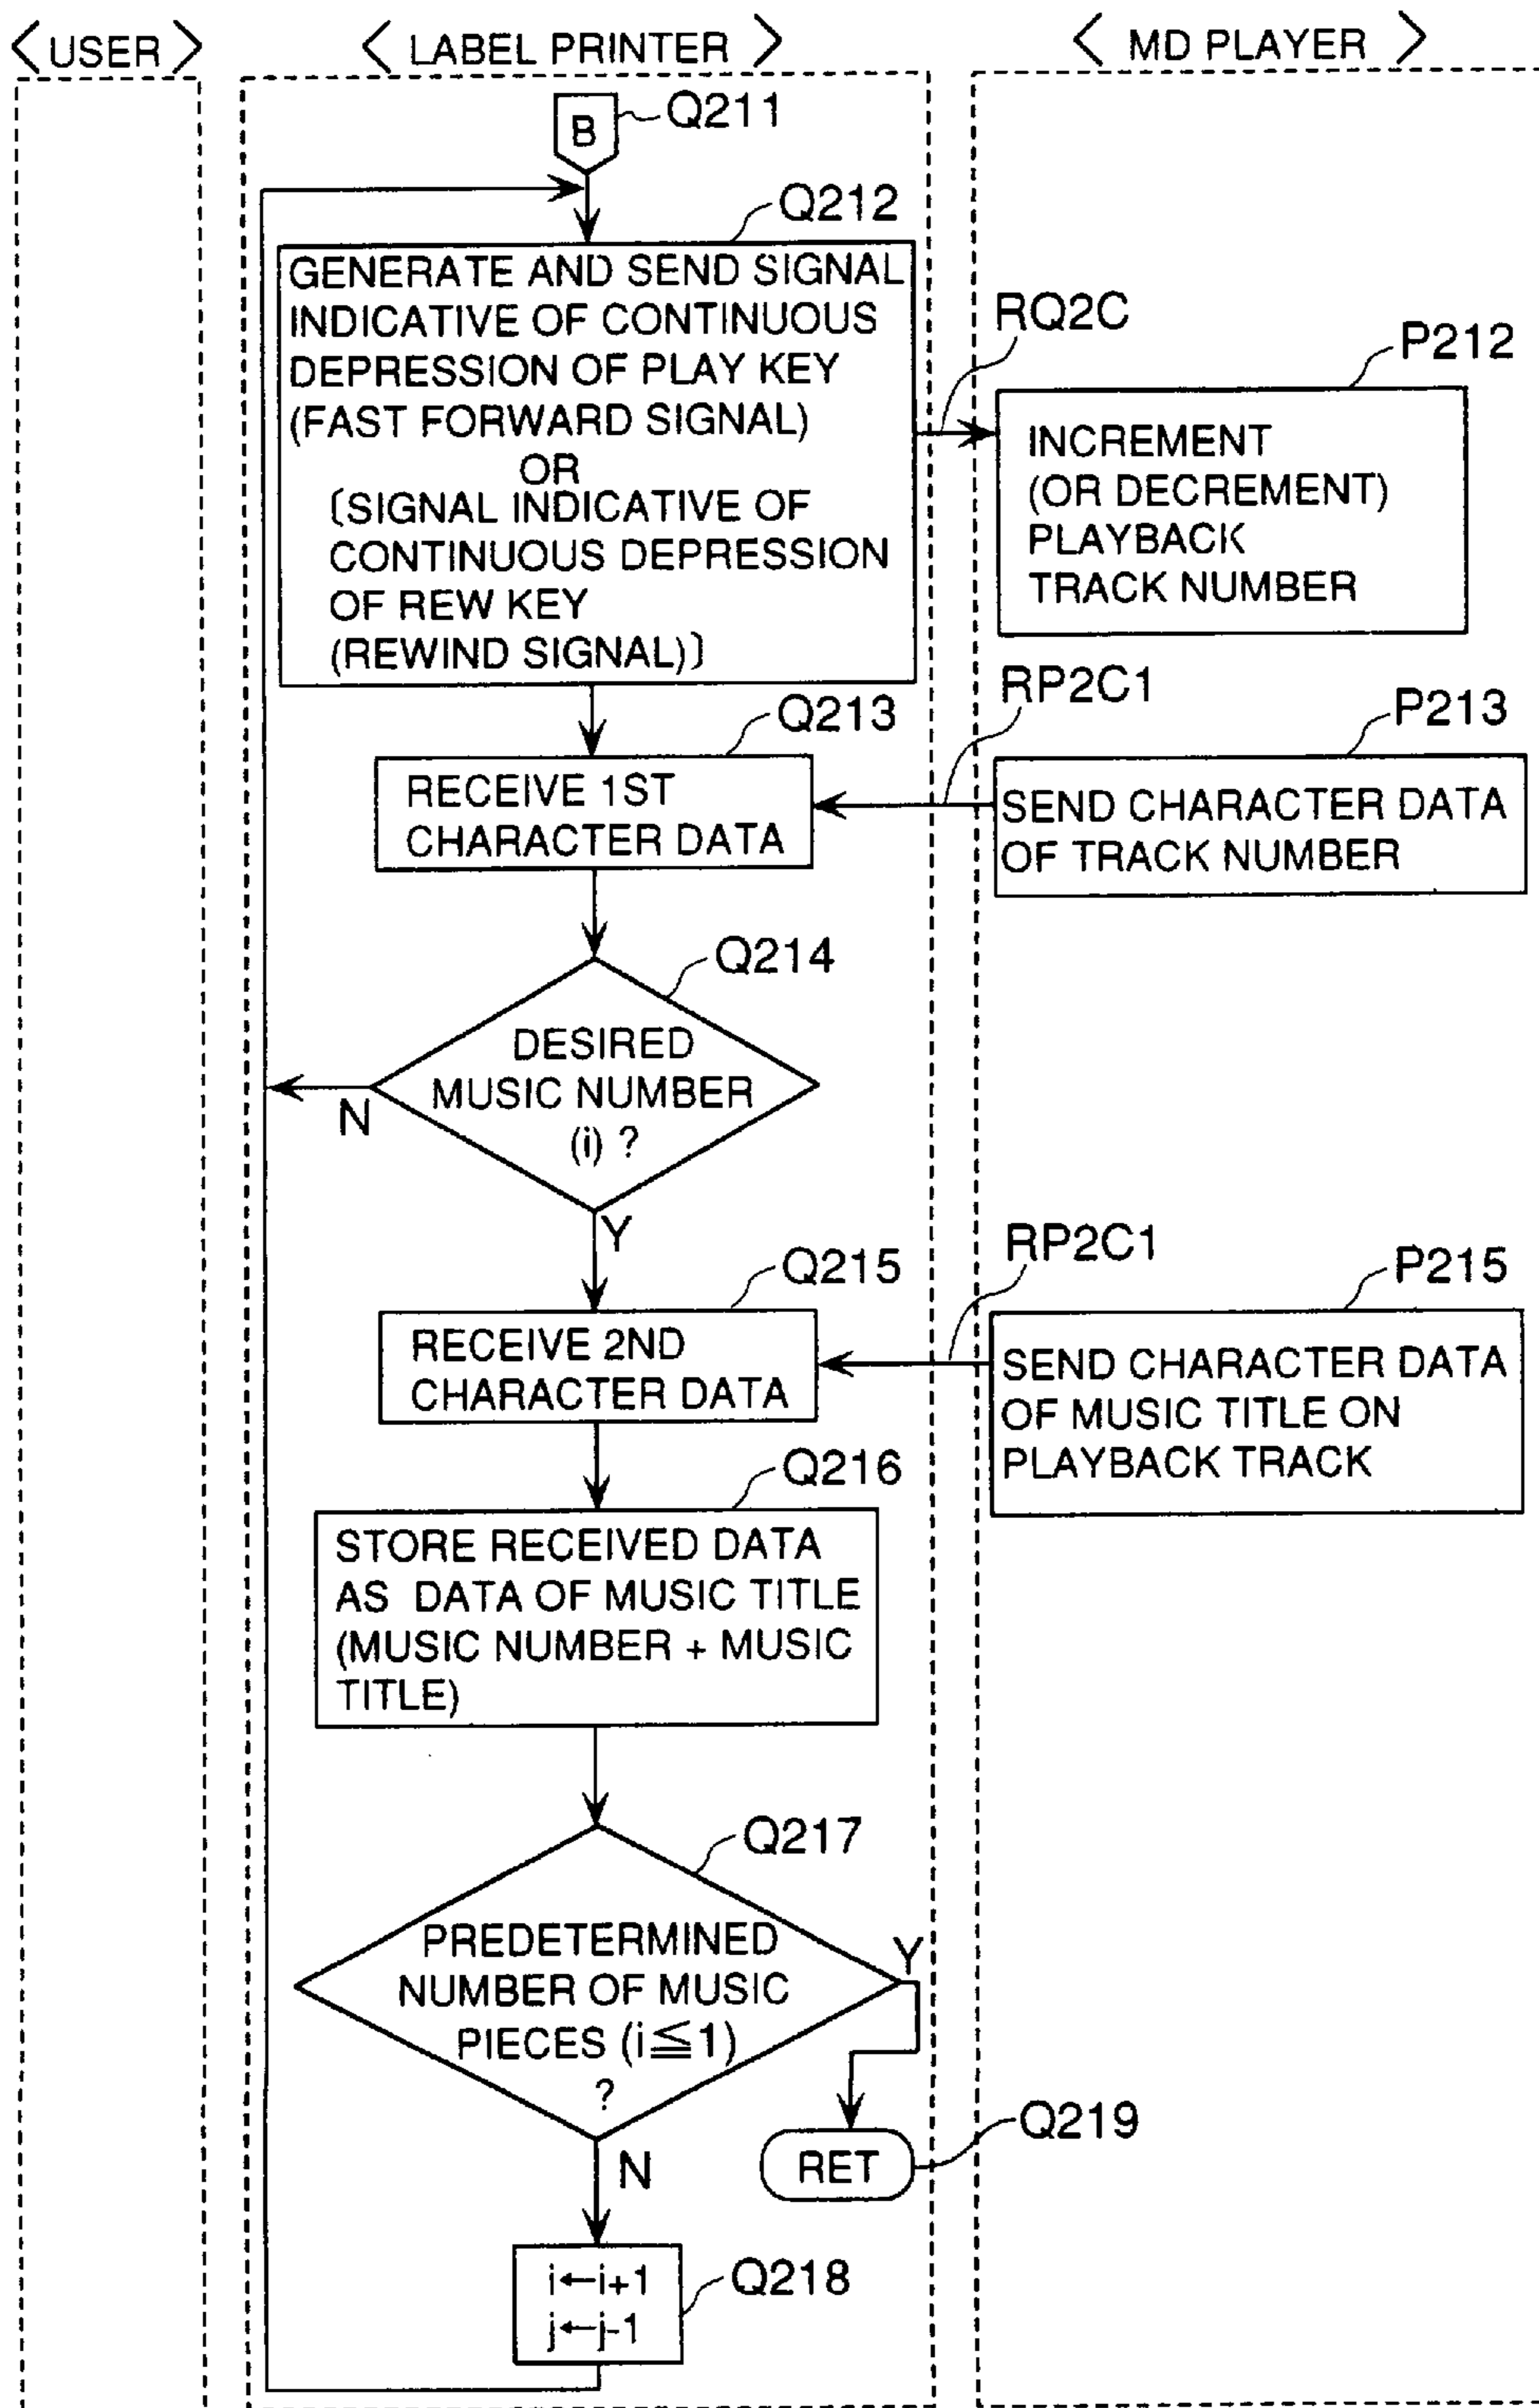 <USER>
< LABEL PRINTER >
< MD PLAYER >
B
Q211
Q212
GENERATE AND SEND SIGNAL
INDICATIVE OF CONTINUOUS
DEPRESSION OF PLAY KEY
(FAST FORWARD SIGNAL)
OR
[SIGNAL INDICATIVE OF
CONTINUOUS DEPRESSION
OF REW KEY
(REWIND SIGNAL)]
RQ2C
P212
INCREMENT
(OR DECREMENT)
PLAYBACK
TRACK NUMBER
Q213
RECEIVE 1ST
CHARACTER DATA
RP2C1
P213
SEND CHARACTER DATA
OF TRACK NUMBER
Q214
DESIRED
MUSIC NUMBER
(i) ?
N
Y
Q215
RECEIVE 2ND
CHARACTER DATA
RP2C1
P215
SEND CHARACTER DATA
OF MUSIC TITLE ON
PLAYBACK TRACK
Q216
STORE RECEIVED DATA
AS DATA OF MUSIC TITLE
(MUSIC NUMBER + MUSIC
TITLE)
Q217
PREDETERMINED
NUMBER OF MUSIC
PIECES (i≦1)
?
Y
N
RET
Q219
i←i+1
j←j-1
Q218